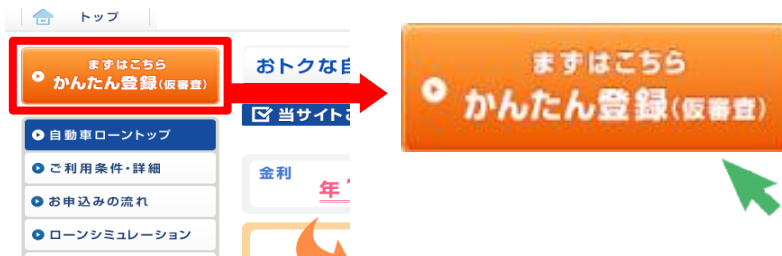 トップ
まずはこちら
かんたん登録(仮審査)
おトクな
当サイト
自動車ローントップ
ご利用条件・詳細
お申込みの流れ
ローンシミュレーション
金利
年
まずはこちら
かんたん登録(仮審査)